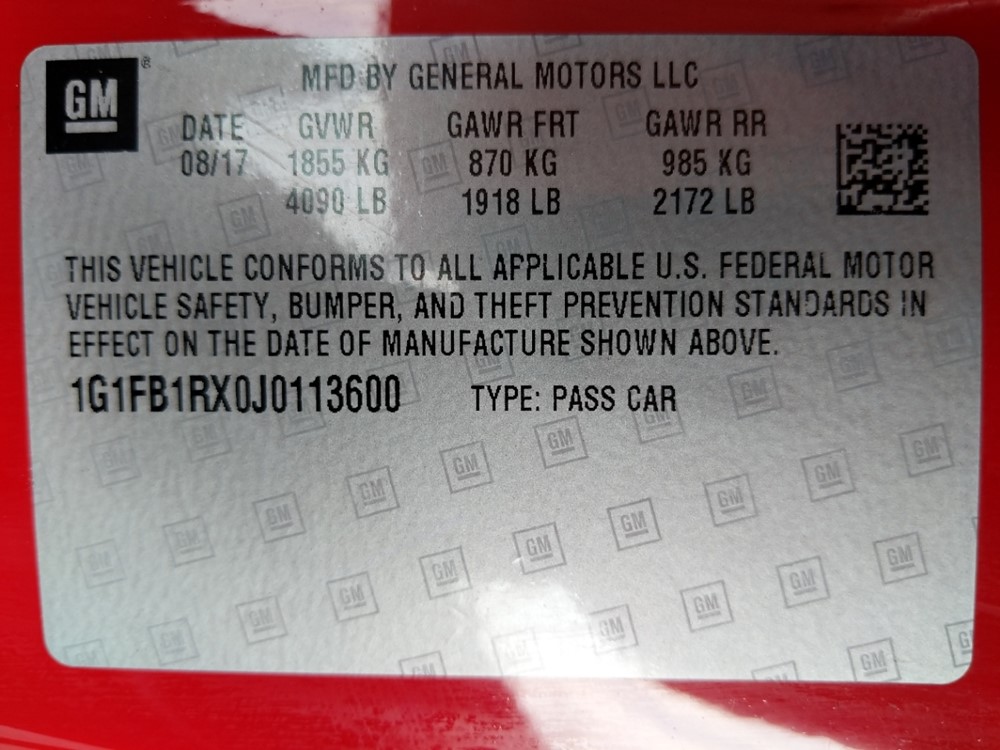 GM ®
MFD BY GENERAL MOTORS LLC
DATE GVWR GAWR FRT GAWR RR
08/17 1855 KG 870 KG 985 KG
4090 LB 1918 LB 2172 LB
THIS VEHICLE CONFORMS TO ALL APPLICABLE U.S. FEDERAL MOTOR
VEHICLE SAFETY, BUMPER, AND THEFT PREVENTION STANDARDS IN
EFFECT ON THE DATE OF MANUFACTURE SHOWN ABOVE.
1G1FB1RX0J0113600 TYPE: PASS CAR